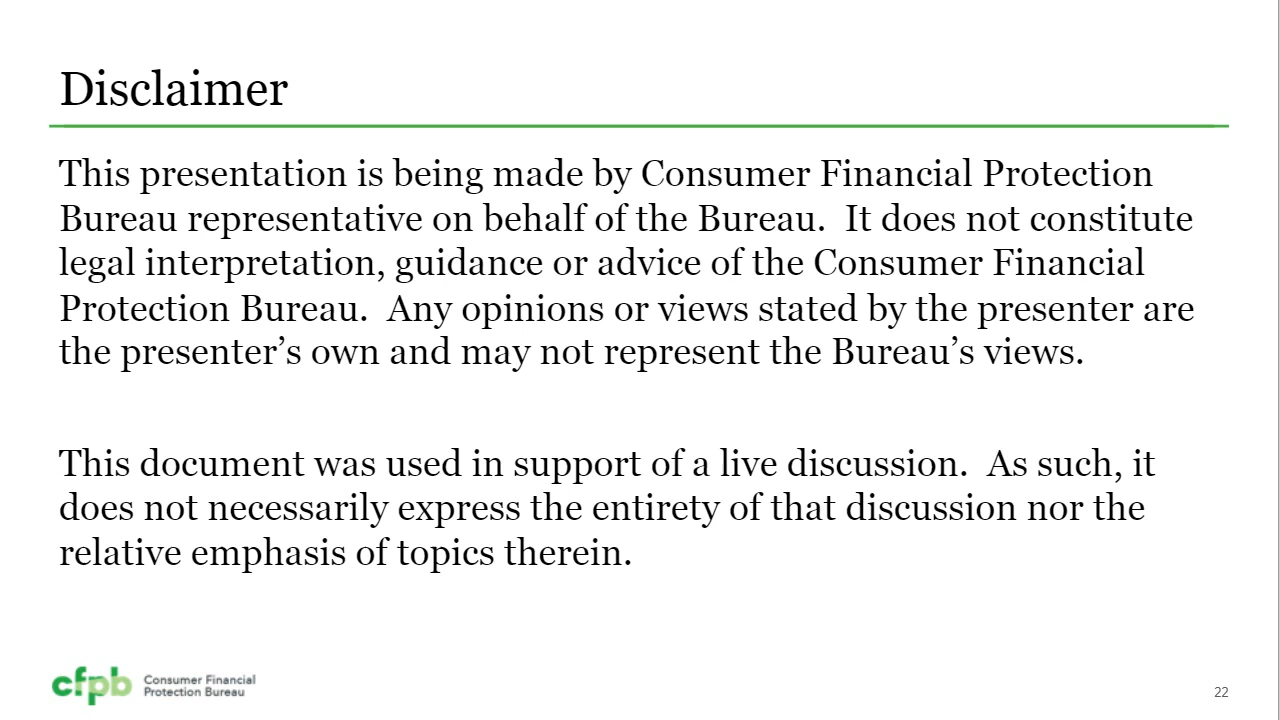 Disclaimer
This presentation is being made by Consumer Financial Protection
Bureau representative on behalf of the Bureau.  It does not constitute
legal interpretation, guidance or advice of the Consumer Financial
Protection Bureau.  Any opinions or views stated by the presenter are
the presenter’s own and may not represent the Bureau’s views.
This document was used in support of a live discussion.  As such, it
does not necessarily express the entirety of that discussion nor the
relative emphasis of topics therein.
cfpb
Consumer Financial
Protection Bureau
22